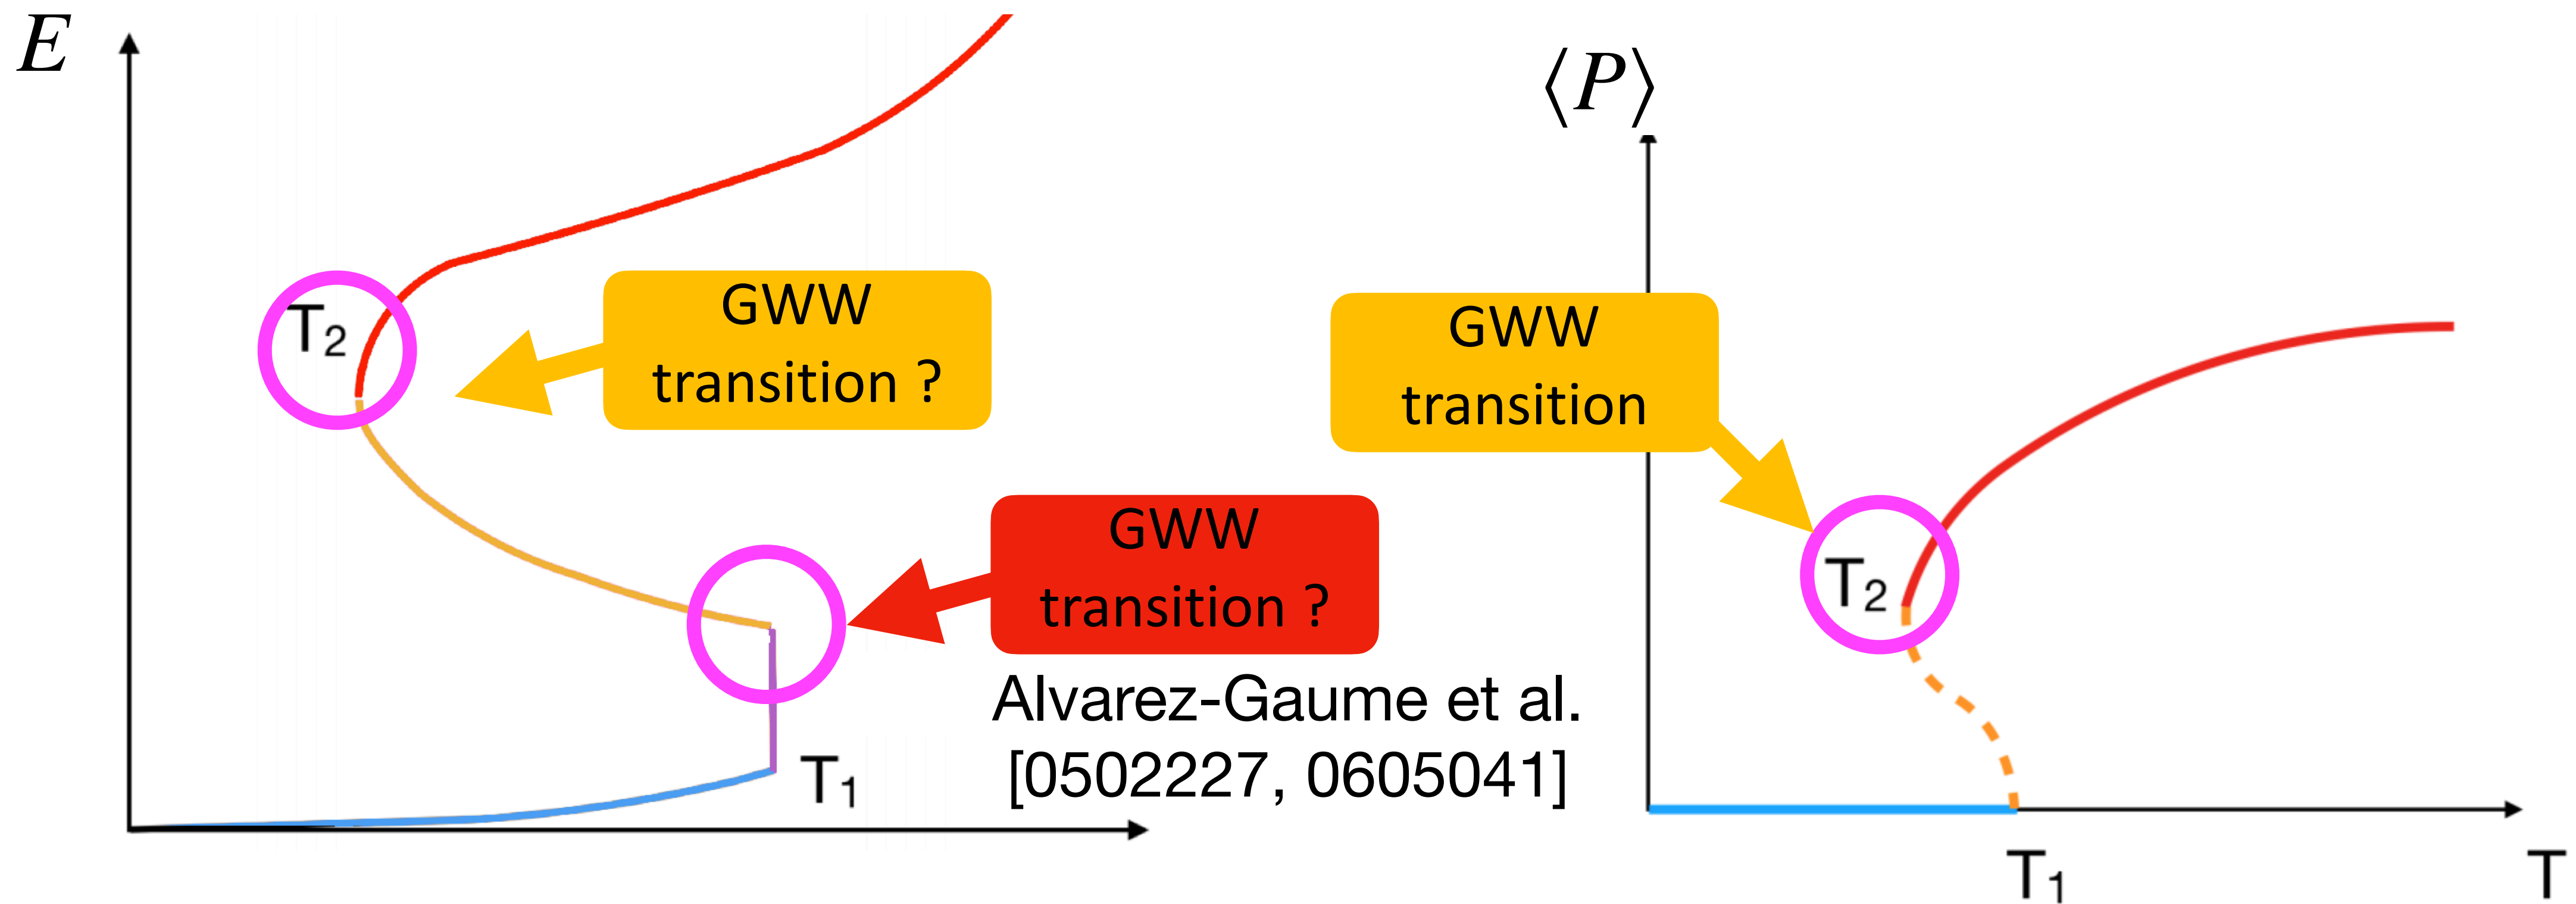 E
T₂
GWW
transition ?
GWW
transition ?
Alvarez-Gaume et al.
[0502227, 0605041]
T₁
⟨P⟩
GWW
transition
T₂
T₁
T